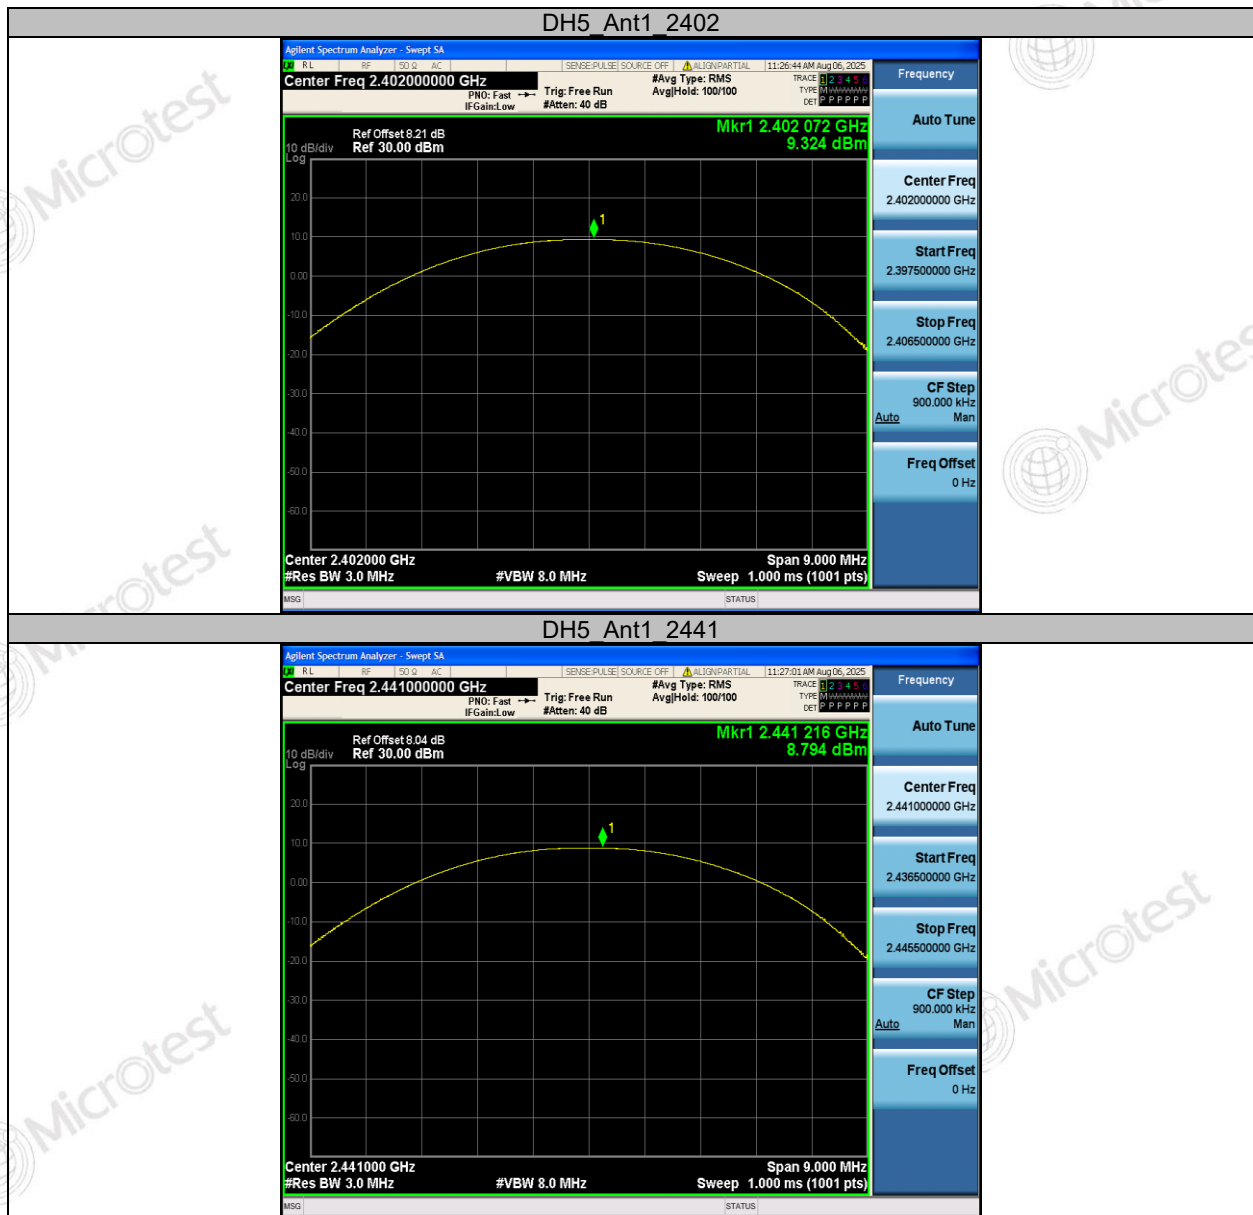 DH5_Ant1_2402
Agilent Spectrum Analyzer - Swept SA
RL RF 50 Ω AC SENSE:PULSE SOURCE OFF ALIGNPARTIAL 11:26:44 AM Aug 06, 2025
Center Freq 2.402000000 GHz
PNO: Fast
IFGain:Low
Trig: Free Run
#Atten: 40 dB
#Avg Type: RMS
Avg|Hold: 100/100
TRACE 1 2 3 4 5 6
TYPE MWWWWW
DET P P P P P P
Frequency
Auto Tune
Center Freq
2.402000000 GHz
Start Freq
2.397500000 GHz
Stop Freq
2.406500000 GHz
CF Step
900.000 kHz
Auto Man
Freq Offset
0 Hz
Ref Offset 8.21 dB
10 dB/div Ref 30.00 dBm
Log
Mkr1 2.402 072 GHz
9.324 dBm
20.0
10.0
0.00
-10.0
-20.0
-30.0
-40.0
-50.0
-60.0
1
Center 2.402000 GHz Span 9.000 MHz
#Res BW 3.0 MHz #VBW 8.0 MHz Sweep 1.000 ms (1001 pts)
MSG STATUS
DH5_Ant1_2441
Agilent Spectrum Analyzer - Swept SA
RL RF 50 Ω AC SENSE:PULSE SOURCE OFF ALIGNPARTIAL 11:27:01 AM Aug 06, 2025
Center Freq 2.441000000 GHz
PNO: Fast
IFGain:Low
Trig: Free Run
#Atten: 40 dB
#Avg Type: RMS
Avg|Hold: 100/100
TRACE 1 2 3 4 5 6
TYPE MWWWWW
DET P P P P P P
Frequency
Auto Tune
Center Freq
2.441000000 GHz
Start Freq
2.436500000 GHz
Stop Freq
2.445500000 GHz
CF Step
900.000 kHz
Auto Man
Freq Offset
0 Hz
Ref Offset 8.04 dB
10 dB/div Ref 30.00 dBm
Log
Mkr1 2.441 216 GHz
8.794 dBm
20.0
10.0
0.00
-10.0
-20.0
-30.0
-40.0
-50.0
-60.0
1
Center 2.441000 GHz Span 9.000 MHz
#Res BW 3.0 MHz #VBW 8.0 MHz Sweep 1.000 ms (1001 pts)
MSG STATUS
Microtest
Microtes
crotest
Microtest
Microtest